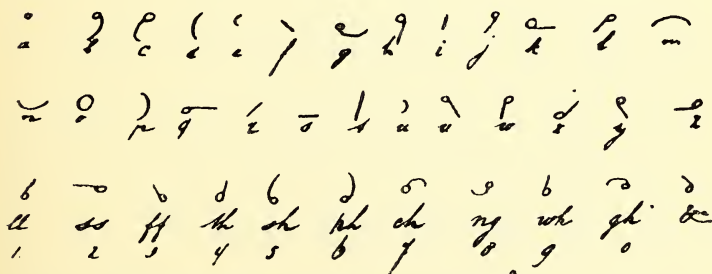 a b c d e f g h i j k l m
n o p q r s t u v w x y z
ll ss ff th sh ph ch ng wh gh &c
1 2 3 4 5 6 7 8 9 0